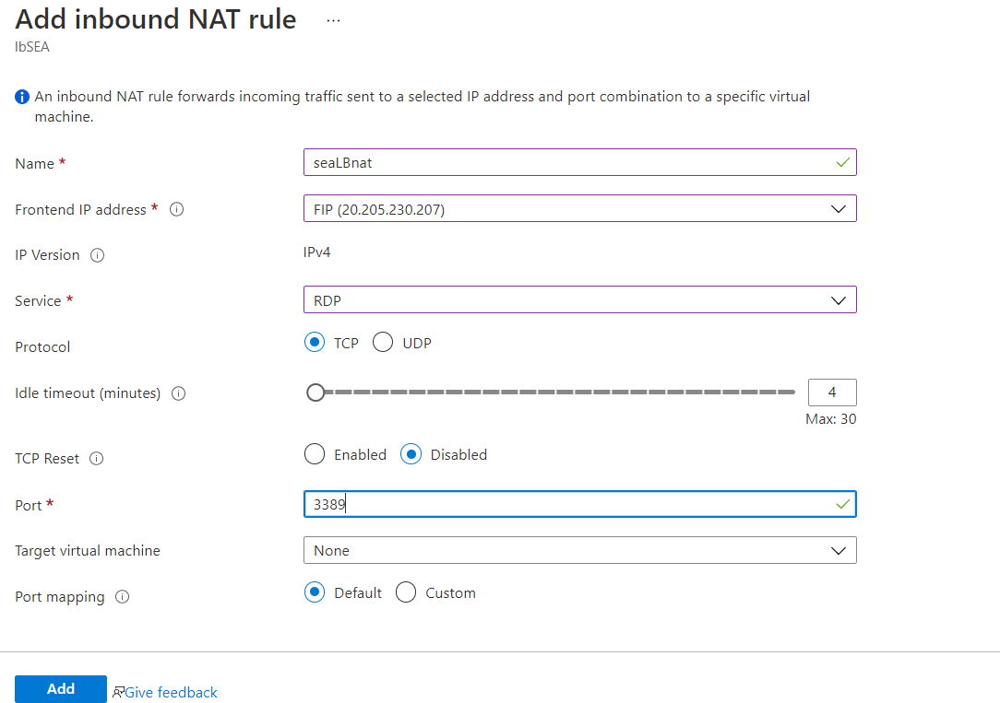 Add inbound NAT rule ...
lbSEA
An inbound NAT rule forwards incoming traffic sent to a selected IP address and port combination to a specific virtual
machine.
Name * seaLBnat
Frontend IP address * FIP (20.205.230.207)
IP Version IPv4
Service * RDP
Protocol TCP UDP
Idle timeout (minutes) 4
Max: 30
TCP Reset Enabled Disabled
Port * 3389
Target virtual machine None
Port mapping Default Custom
Add Give feedback